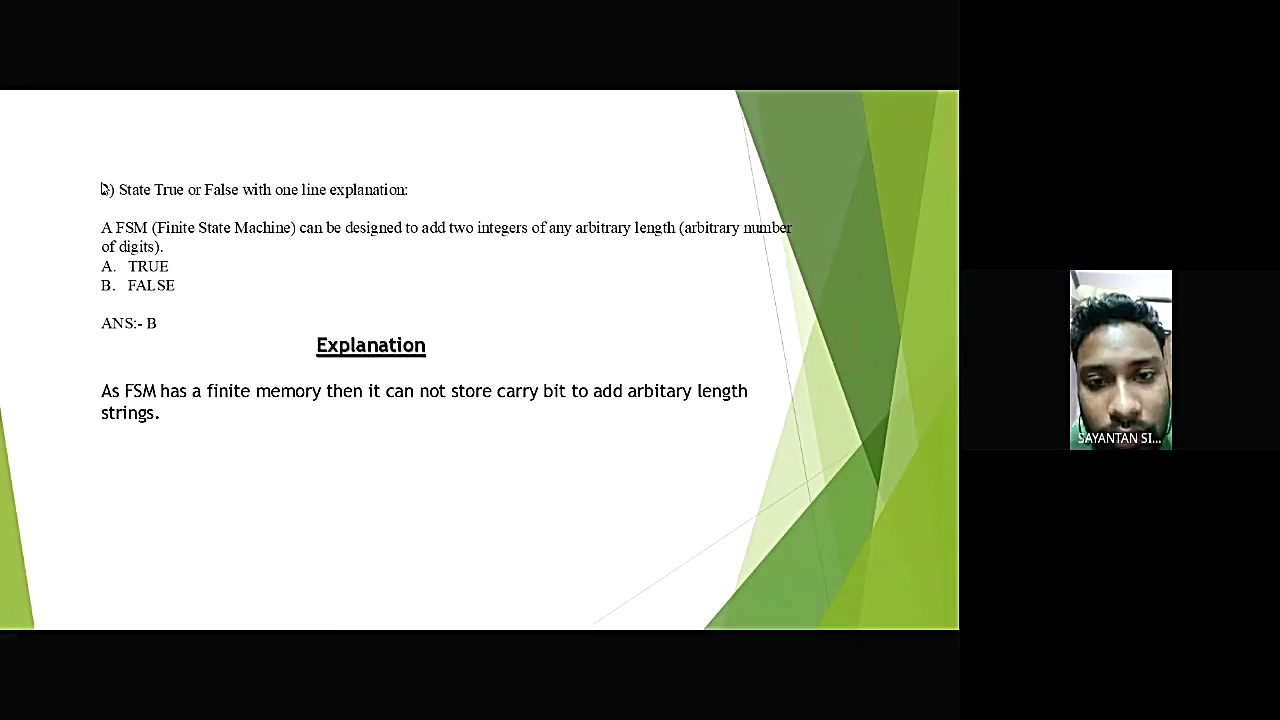 ) State True or False with one line explanation:
A FSM (Finite State Machine) can be designed to add two integers of any arbitrary length (arbitrary number
of digits).
A. TRUE
B. FALSE
ANS:- B
Explanation
As FSM has a finite memory then it can not store carry bit to add arbitary length
strings.
SAYANTAN SI...